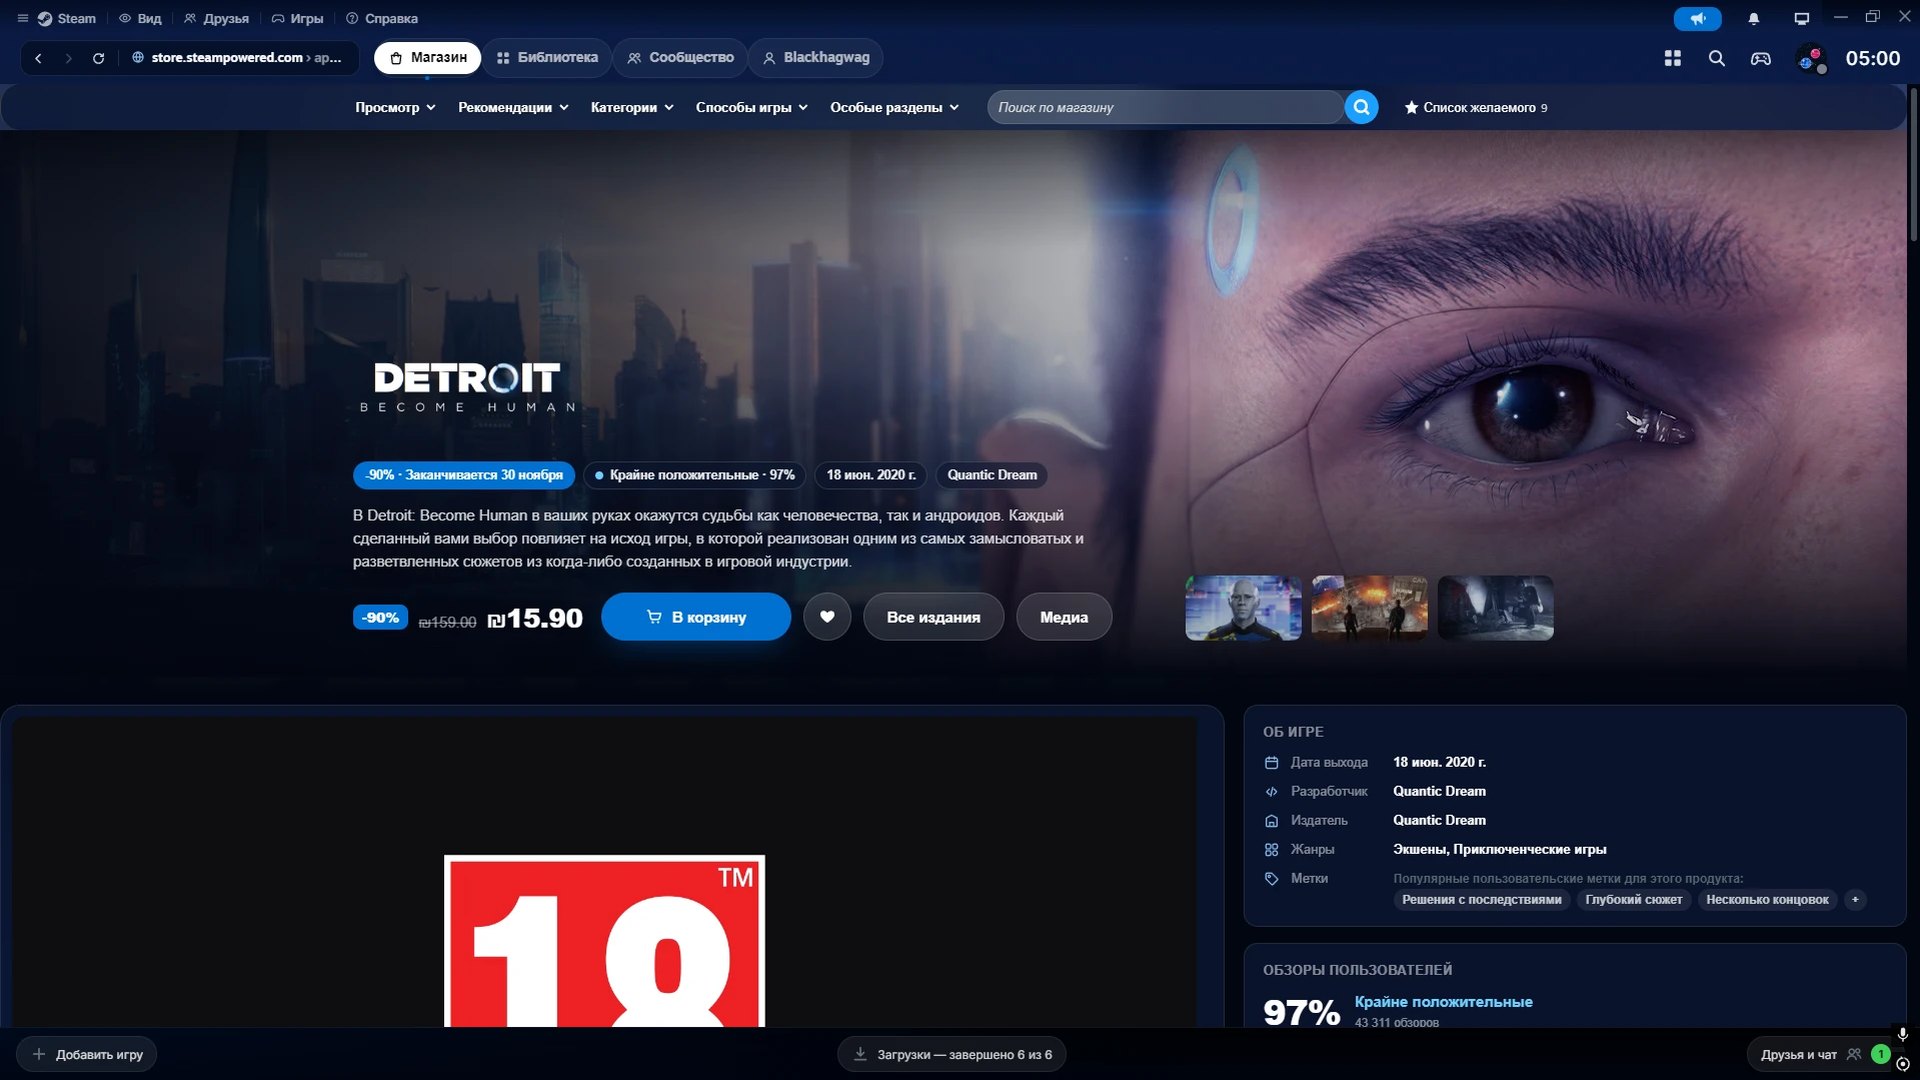 Steam
Вид
Друзья
Игры
Справка
store.steampowered.com › ap...
Магазин
Библиотека
Сообщество
Blackhagwag
05:00
Просмотр
Рекомендации
Категории
Способы игры
Особые разделы
Поиск по магазину
Список желаемого 9
DETROIT
BECOME HUMAN
-90% · Заканчивается 30 ноября
Крайне положительные · 97%
18 июн. 2020 г.
Quantic Dream
В Detroit: Become Human в ваших руках окажутся судьбы как человечества, так и андроидов. Каждый
сделанный вами выбор повлияет на исход игры, в которой реализован одним из самых замысловатых и
разветвленных сюжетов из когда-либо созданных в игровой индустрии.
-90%
₪159.00
₪15.90
В корзину
Все издания
Медиа
ОБ ИГРЕ
Дата выхода 18 июн. 2020 г.
Разработчик Quantic Dream
Издатель Quantic Dream
Жанры Экшены, Приключенческие игры
Метки Популярные пользовательские метки для этого продукта:
Решения с последствиями
Глубокий сюжет
Несколько концовок
+
TM
18
ОБЗОРЫ ПОЛЬЗОВАТЕЛЕЙ
97%
Крайне положительные
43 311 обзоров
Добавить игру
Загрузки — завершено 6 из 6
Друзья и чат
1